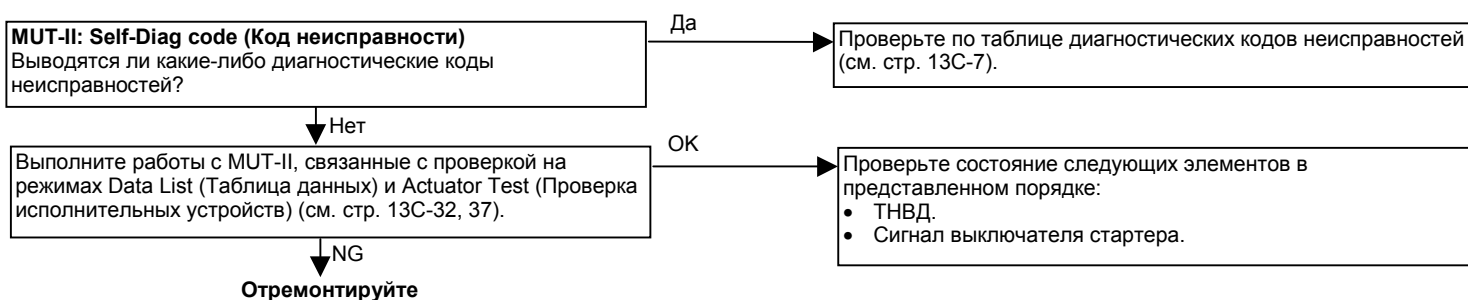 MUT-II: Self-Diag code (Код неисправности)
Выводятся ли какие-либо диагностические коды
неисправностей?
Да
Проверьте по таблице диагностических кодов неисправностей
(см. стр. 13C-7).
Нет
Выполните работы с MUT-II, связанные с проверкой на
режимах Data List (Таблица данных) и Actuator Test (Проверка
исполнительных устройств) (см. стр. 13C-32, 37).
OK
Проверьте состояние следующих элементов в
представленном порядке:
• ТНВД.
• Сигнал выключателя стартера.
NG
Отремонтируйте